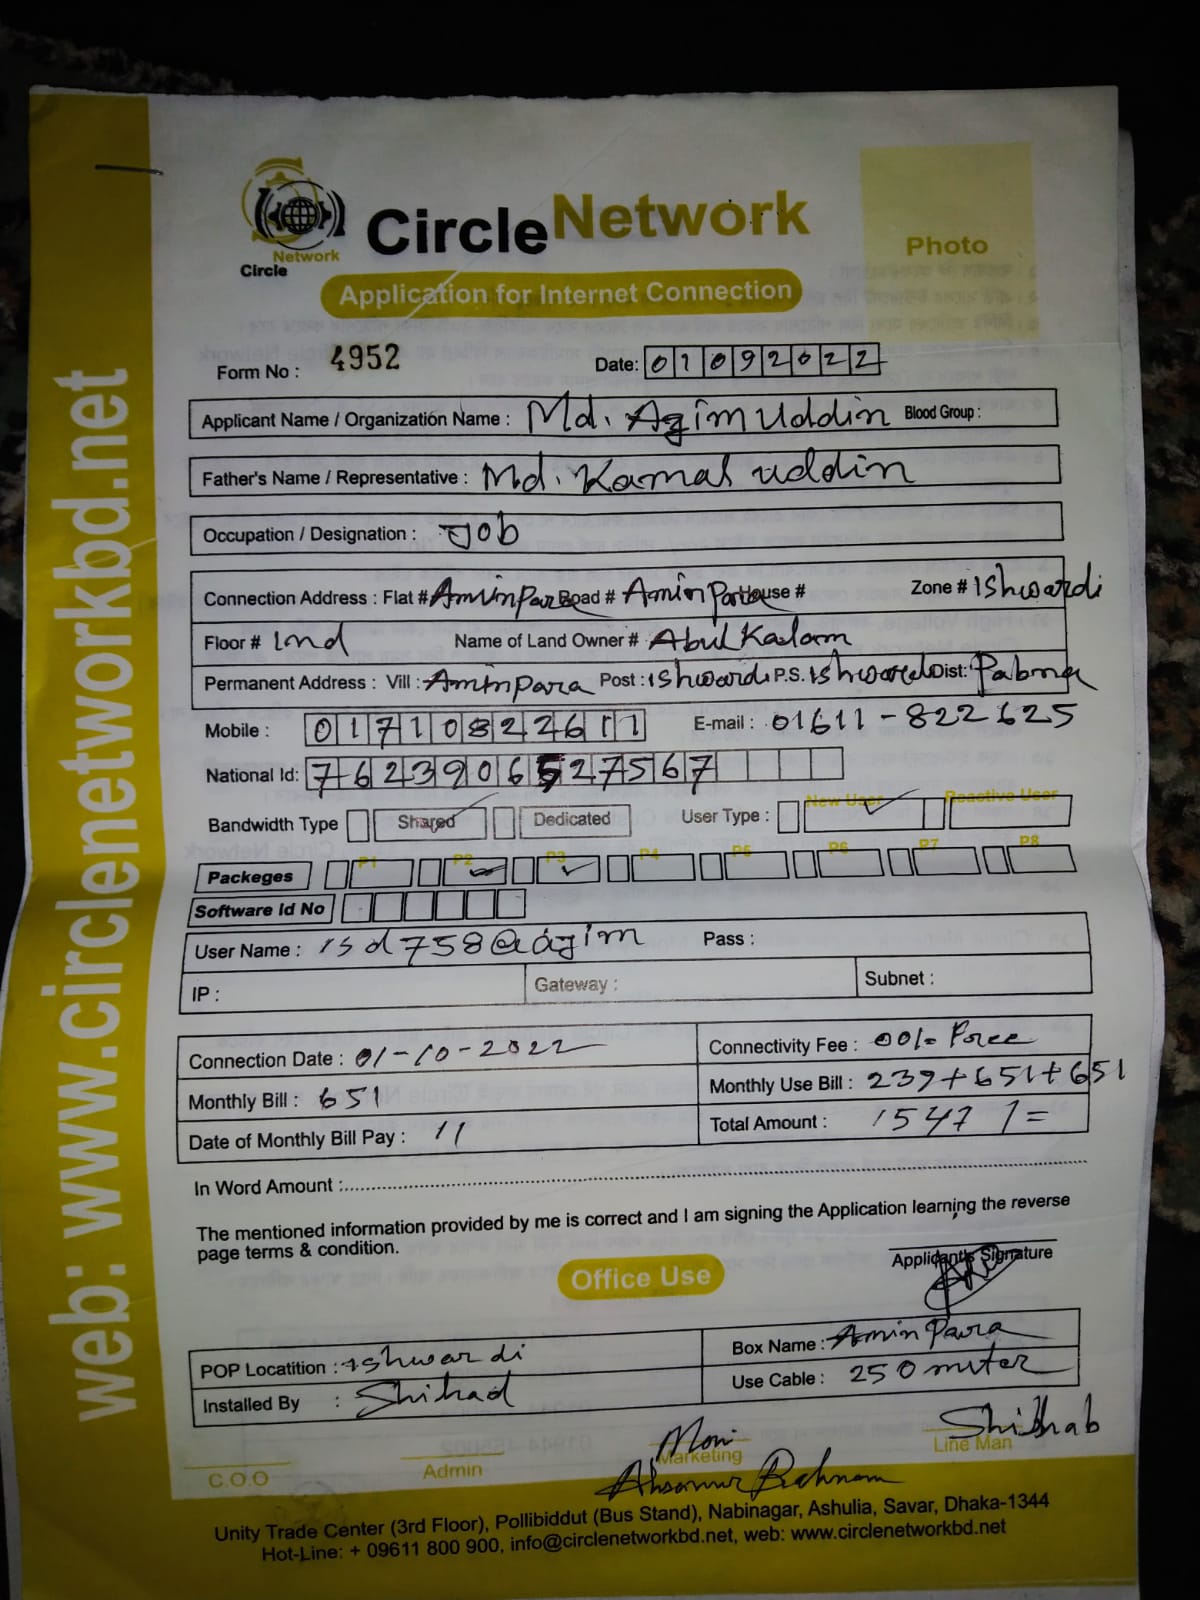 web: www.circlenetworkbd.net
Circle Network
Circle Network
Photo
Application for Internet Connection
Form No : 4952 Date: 01092022
Applicant Name / Organization Name : Md. Azim Uddin Blood Group :
Father's Name / Representative : Md. Kamal uddin
Occupation / Designation : Job
Connection Address : Flat # Aminpara Road # Aminpara House # Zone # Ishwardi
Floor # Ind Name of Land Owner # Abul Kalam
Permanent Address : Vill : Aminpara Post : Ishwardi P.S. Ishwardi Dist: Pabna
Mobile : 01710822611 E-mail : 01611-822625
National Id: 7623906527567
Bandwidth Type Shared Dedicated User Type : New User Reactive User
Packeges P1 P2 P3 P4 P5 P6 P7 P8
Software Id No
User Name : isd758@azim Pass :
IP : Gateway : Subnet :
Connection Date : 01-10-2022 Connectivity Fee : 00/= Free
Monthly Bill : 651 Monthly Use Bill : 239+651+651
Date of Monthly Bill Pay : 11 Total Amount : 1547/=
In Word Amount :
The mentioned information provided by me is correct and I am signing the Application learning the reverse
page terms & condition.
Applicant's Signature
Office Use
POP Locatition : Ishwardi Box Name : Amin Para
Installed By : Shihad Use Cable : 250 miter
Moni Shihab
C.O.O Admin Marketing Line Man
Unity Trade Center (3rd Floor), Pollibiddut (Bus Stand), Nabinagar, Ashulia, Savar, Dhaka-1344
Hot-Line: + 09611 800 900, info@circlenetworkbd.net, web: www.circlenetworkbd.net